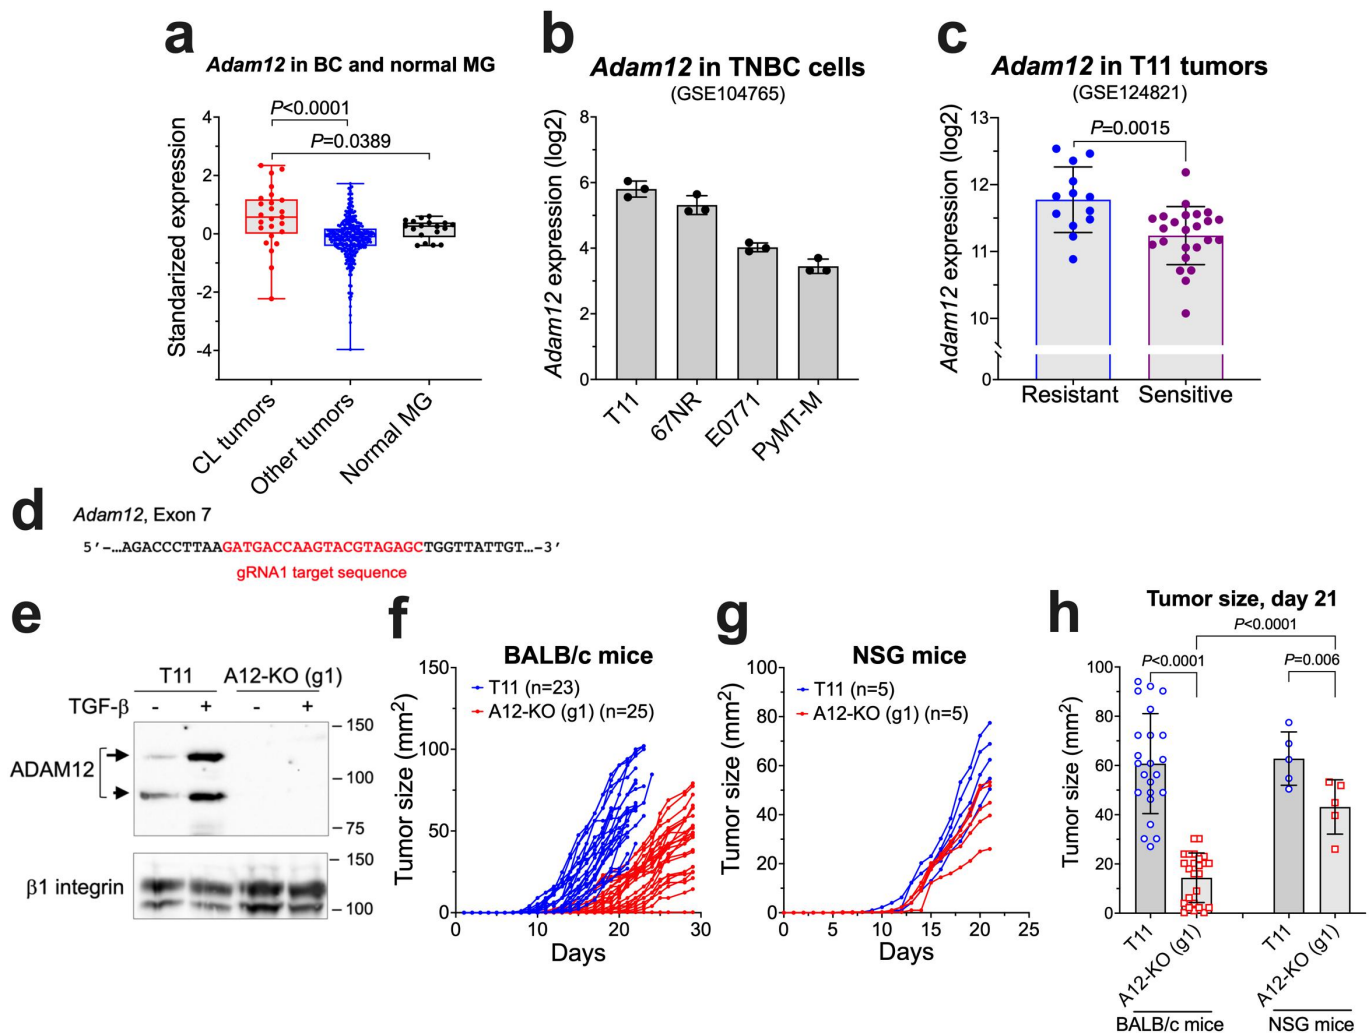 a
Adam12 in BC and normal MG
P<0.0001
P=0.0389
Standarized expression
4
2
0
-2
-4
CL tumors
Other tumors
Normal MG
b
Adam12 in TNBC cells
(GSE104765)
Adam12 expression (log2)
8
6
4
2
0
T11
67NR
E0771
PyMT-M
c
Adam12 in T11 tumors
(GSE124821)
P=0.0015
Adam12 expression (log2)
13
12
11
10
0
Resistant
Sensitive
d
Adam12, Exon 7
5’-…AGACCCTTAAGATGACCAAGTACGTAGAGCTGGTTATTGT…-3’
gRNA1 target sequence
e
T11
A12-KO (g1)
TGF-β - + - +
ADAM12
150
100
75
β1 integrin
150
100
f
BALB/c mice
T11 (n=23)
A12-KO (g1) (n=25)
Tumor size (mm2)
150
100
50
0
0 10 20 30
Days
g
NSG mice
T11 (n=5)
A12-KO (g1) (n=5)
Tumor size (mm2)
100
80
60
40
20
0
0 5 10 15 20 25
Days
h
Tumor size, day 21
P<0.0001
P<0.0001
P=0.006
Tumor size (mm2)
100
80
60
40
20
0
T11
A12-KO (g1)
T11
A12-KO (g1)
BALB/c mice
NSG mice